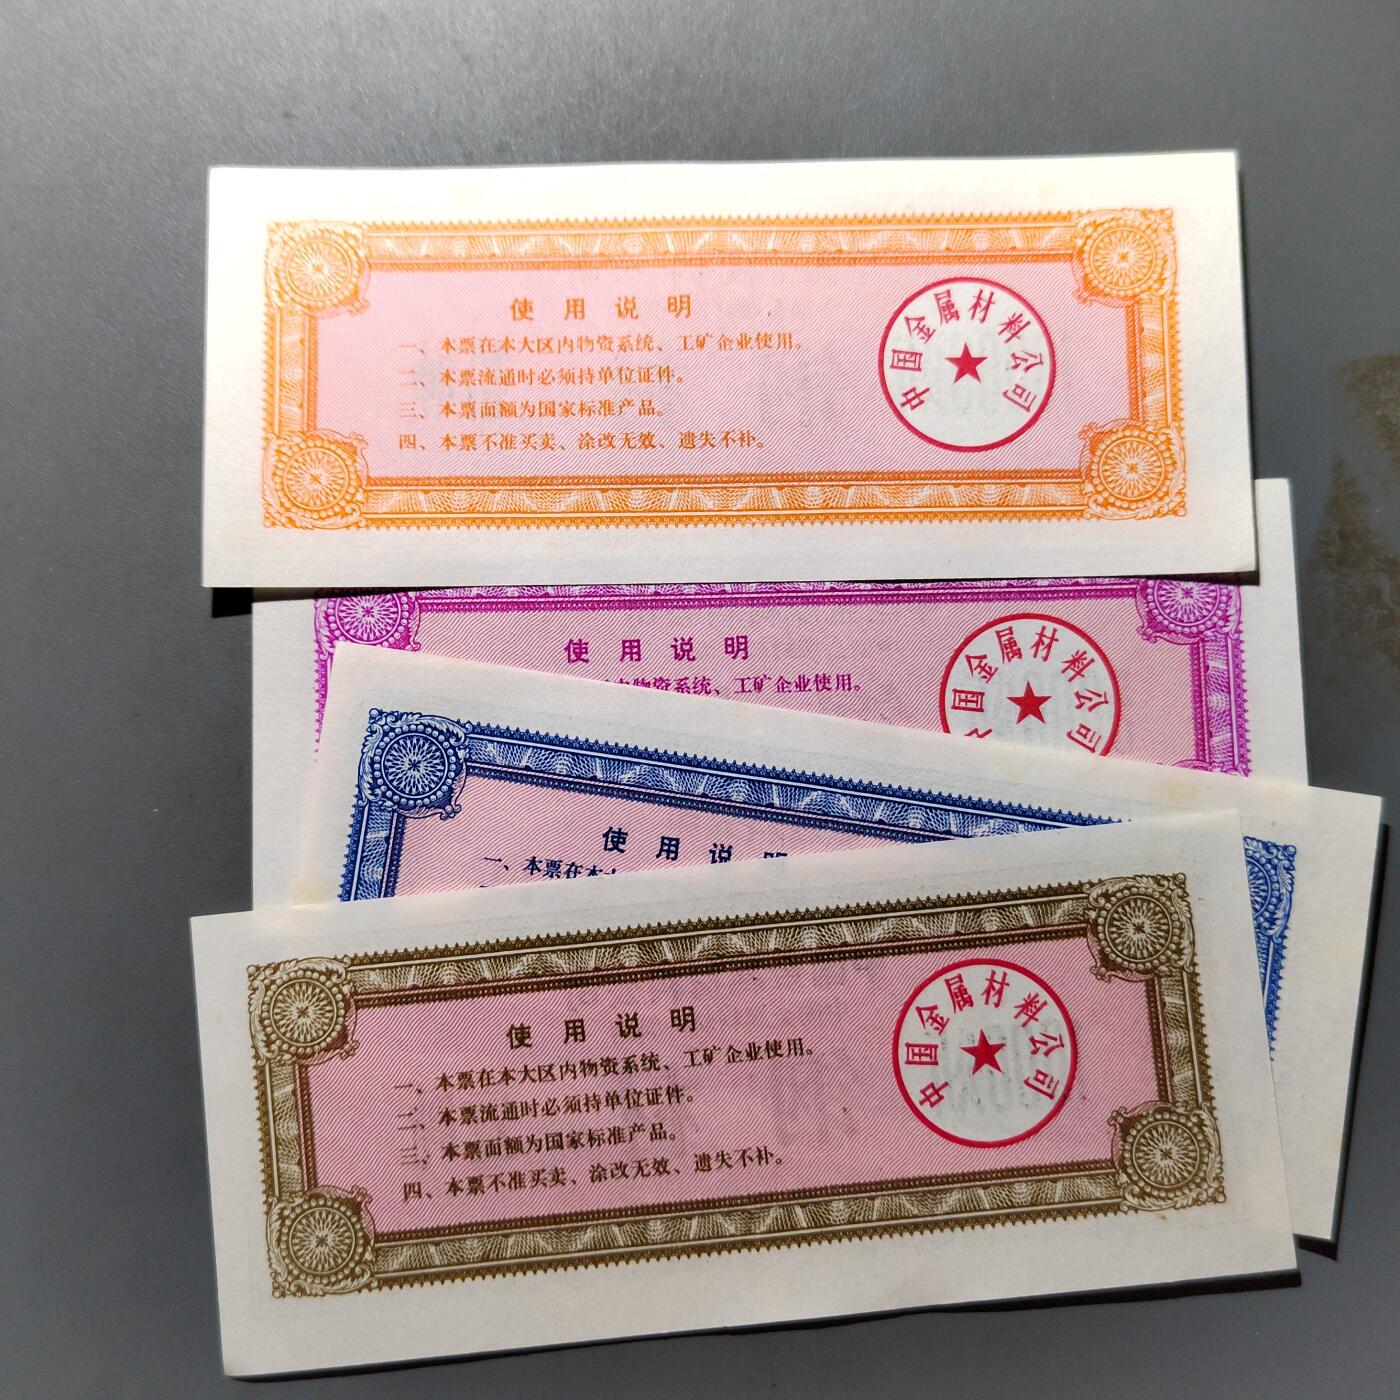 使用说明
一、本票在本大区内物资系统、工矿企业使用。
二、本票流通时必须持单位证件。
三、本票面额为国家标准产品。
四、本票不准买卖、涂改无效、遗失不补。
中国金属材料公司
使用说明
内物资系统、工矿企业使用。
中国金属材料公司
使用说明
一、本票在本大
使用说明
一、本票在本大区内物资系统、工矿企业使用。
二、本票流通时必须持单位证件。
三、本票面额为国家标准产品。
四、本票不准买卖、涂改无效、遗失不补。
中国金属材料公司